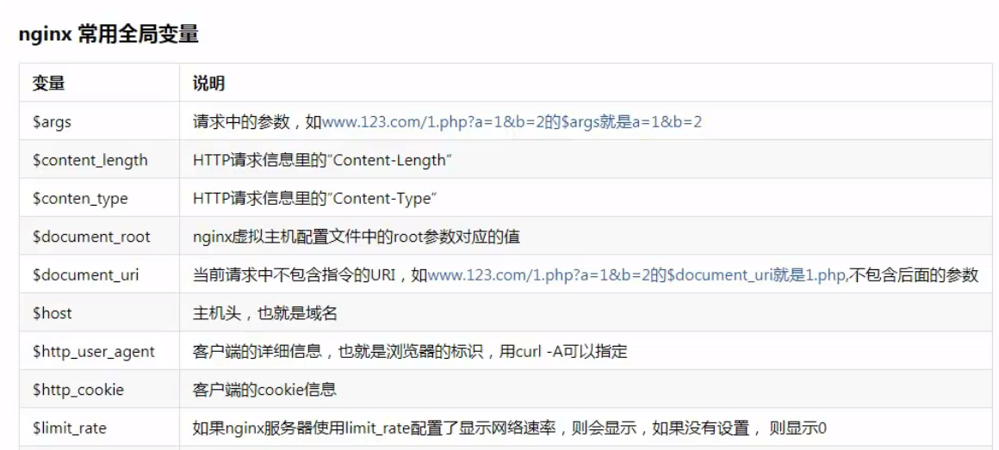 nginx 常用全局变量
变量 说明
$args 请求中的参数，如www.123.com/1.php?a=1&b=2的$args就是a=1&b=2
$content_length HTTP请求信息里的”Content-Length”
$conten_type HTTP请求信息里的”Content-Type”
$document_root nginx虚拟主机配置文件中的root参数对应的值
$document_uri 当前请求中不包含指令的URI，如www.123.com/1.php?a=1&b=2的$document_uri就是1.php,不包含后面的参数
$host 主机头，也就是域名
$http_user_agent 客户端的详细信息，也就是浏览器的标识，用curl -A可以指定
$http_cookie 客户端的cookie信息
$limit_rate 如果nginx服务器使用limit_rate配置了显示网络速率，则会显示，如果没有设置， 则显示0